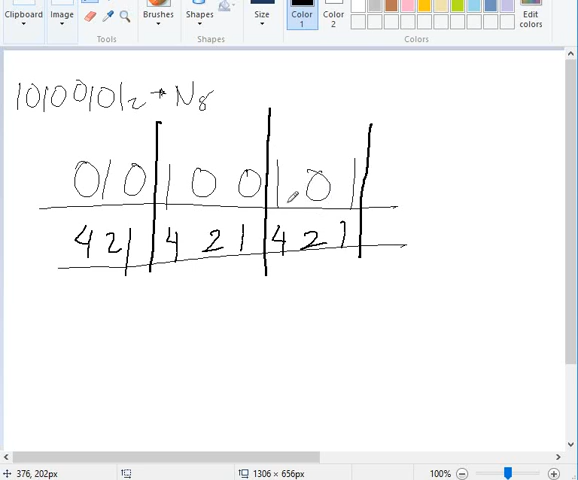 Clipboard Image Brushes Shapes Size Color 1 Color 2 Edit colors
Tools Shapes Colors
10100101₂→N₈
010|100|101|
421|421|421|
376, 202px 1306 × 656px 100%